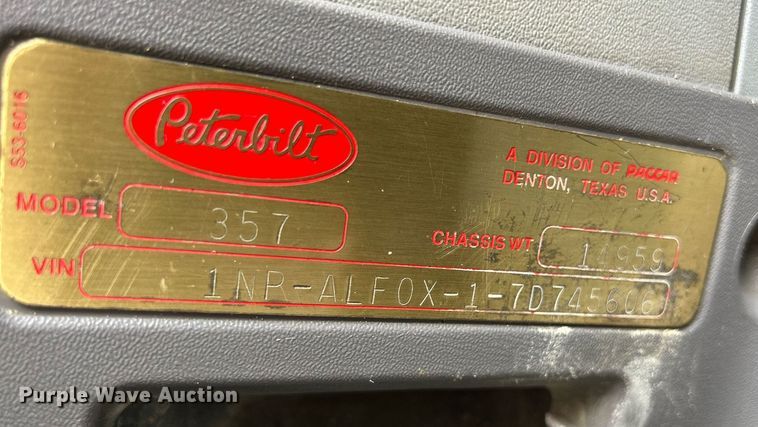 S53-6016
Peterbilt
A DIVISION OF PACCAR
DENTON, TEXAS U.S.A.
MODEL 357
CHASSIS WT. 14959
VIN 1NP-ALF0X-1-7D745606
Purple Wave Auction